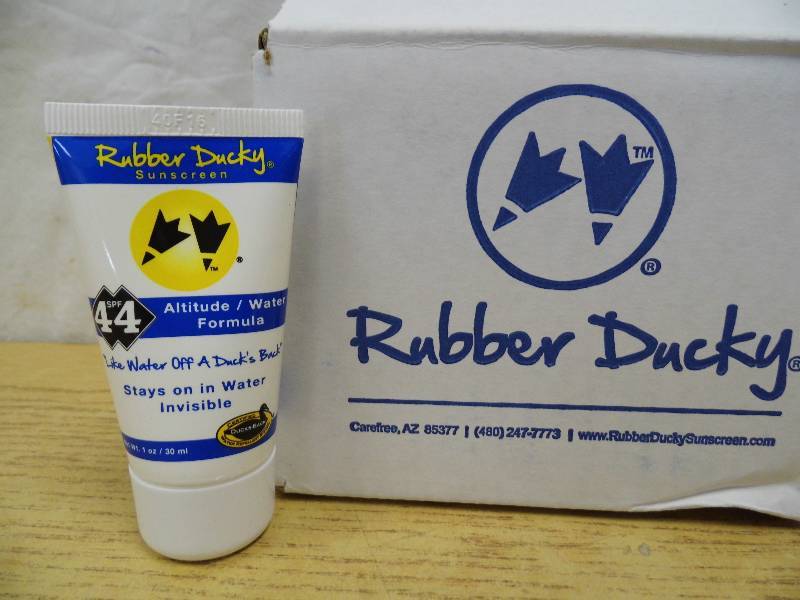 Rubber Ducky®
Sunscreen
®
TM
SPF
44
Altitude / Water
Formula
"Like Water Off A Duck's Back"
Stays on in Water
Invisible
Wt. 1 oz / 30 ml
TM
®
Rubber Ducky®
Carefree, AZ 85377 | (480) 247-7773 | www.RubberDuckySunscreen.com